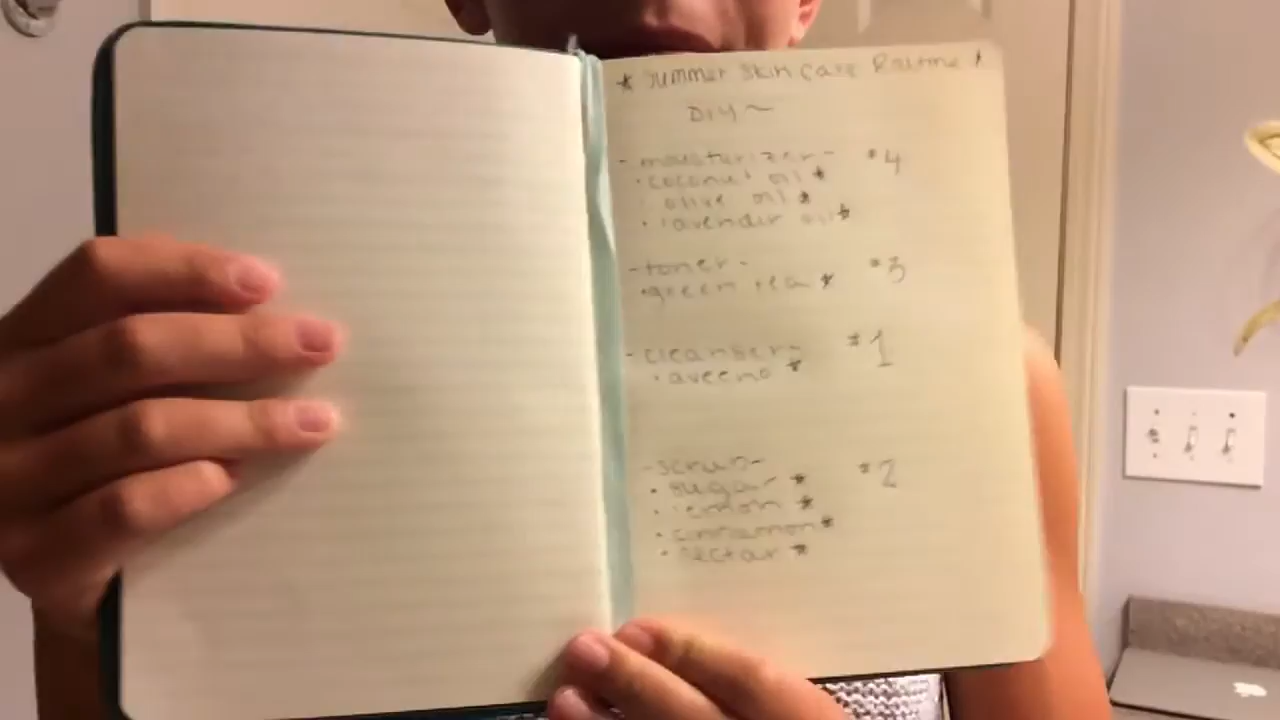 * Summer Skin Care Routine !
DIY ~
- mousturizer - #4
• coconut oil *
• olive oil *
• lavender oil *
- toner - #3
• green tea *
- cleanser - #1
• aveeno *
- scrub - #2
• sugar *
• lemon *
• cinnamon *
• nectar *